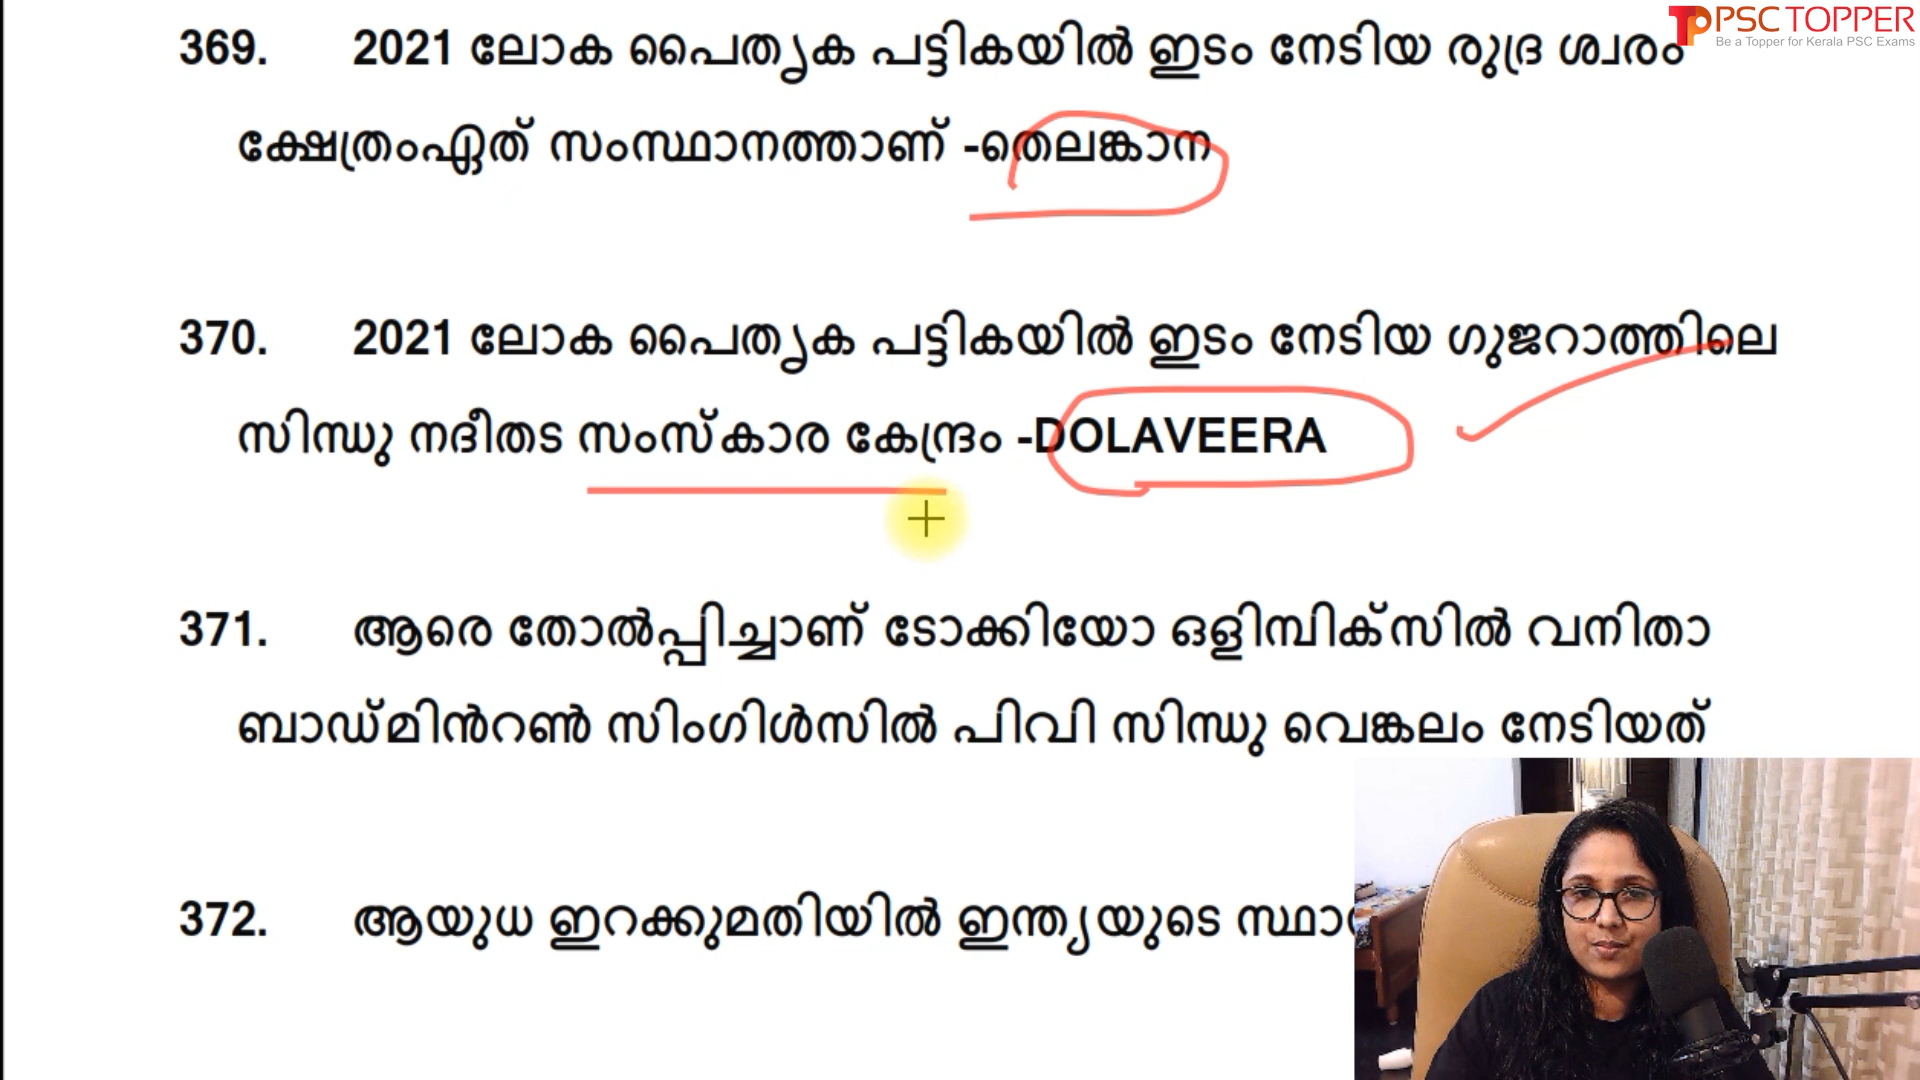 PSC TOPPER
Be a Topper for Kerala PSC Exams
369. 2021 ലോക പൈതൃക പട്ടികയിൽ ഇടം നേടിയ രുദ്ര ശ്വരം
ക്ഷേത്രംഏത് സംസ്ഥാനത്താണ് -തെലങ്കാന
370. 2021 ലോക പൈതൃക പട്ടികയിൽ ഇടം നേടിയ ഗുജറാത്തിലെ
സിന്ധു നദീതട സംസ്കാര കേന്ദ്രം -DOLAVEERA
371. ആരെ തോൽപ്പിച്ചാണ് ടോക്കിയോ ഒളിമ്പിക്സിൽ വനിതാ
ബാഡ്മിൻറൺ സിംഗിൾസിൽ പിവി സിന്ധു വെങ്കലം നേടിയത്
372. ആയുധ ഇറക്കുമതിയിൽ ഇന്ത്യയുടെ